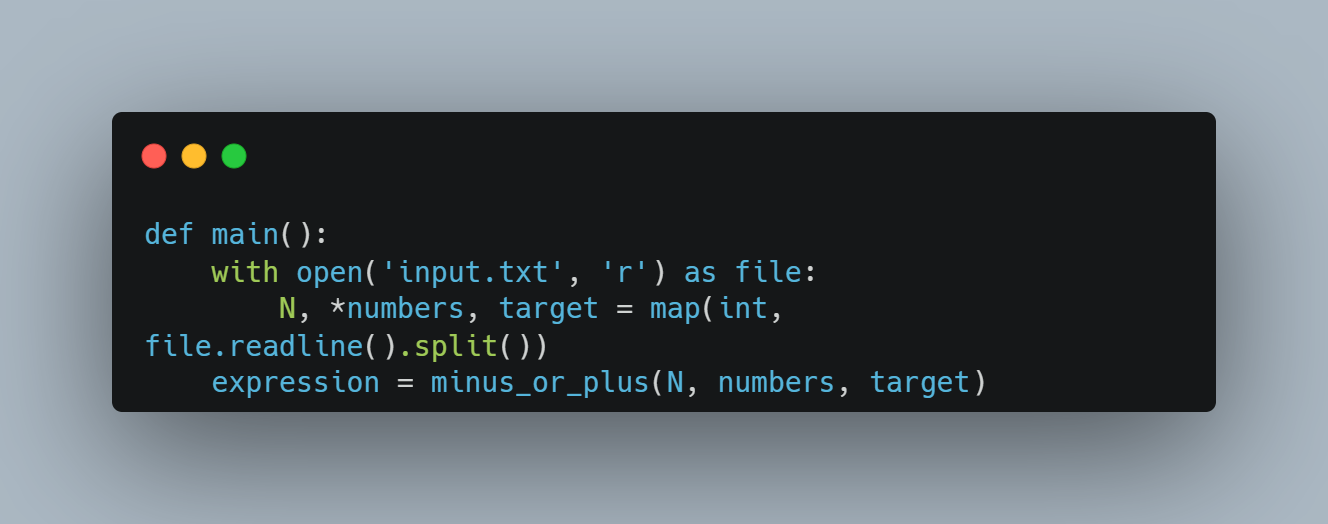 def main():
    with open('input.txt', 'r') as file:
        N, *numbers, target = map(int,
file.readline().split())
    expression = minus_or_plus(N, numbers, target)